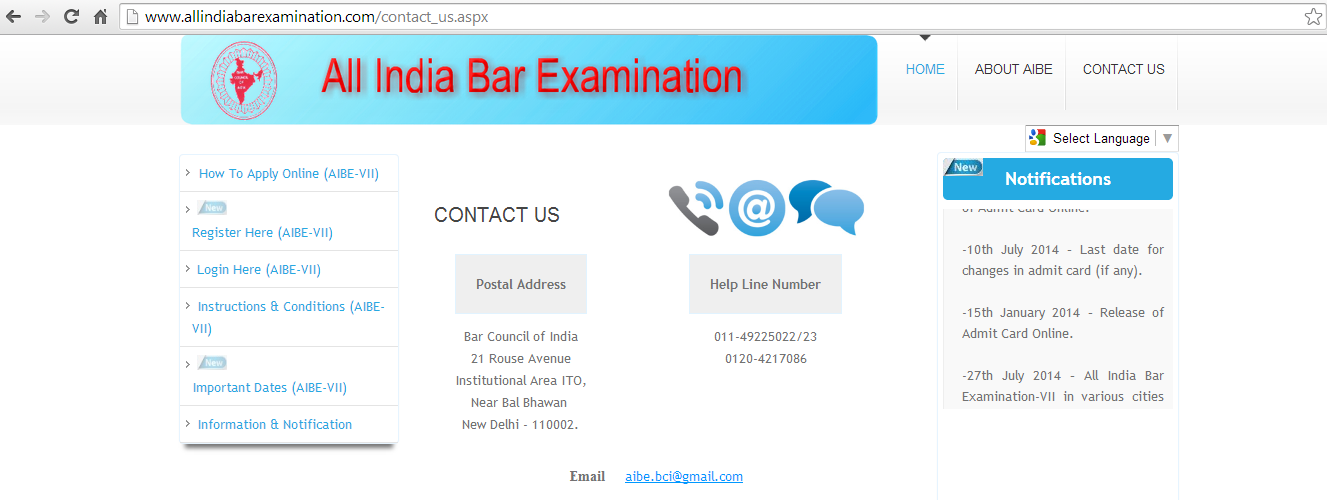 www.allindiabarexamination.com/contact_us.aspx
All India Bar Examination
HOME
ABOUT AIBE
CONTACT US
Select Language
How To Apply Online (AIBE-VII)
New
Register Here (AIBE-VII)
Login Here (AIBE-VII)
Instructions & Conditions (AIBE-
VII)
New
Important Dates (AIBE-VII)
Information & Notification
CONTACT US
Postal Address
Bar Council of India
21 Rouse Avenue
Institutional Area ITO,
Near Bal Bhawan
New Delhi - 110002.
Help Line Number
011-49225022/23
0120-4217086
Email aibe.bci@gmail.com
New
Notifications
of Admit Card Online.
-10th July 2014 - Last date for
changes in admit card (if any).
-15th January 2014 - Release of
Admit Card Online.
-27th July 2014 - All India Bar
Examination-VII in various cities